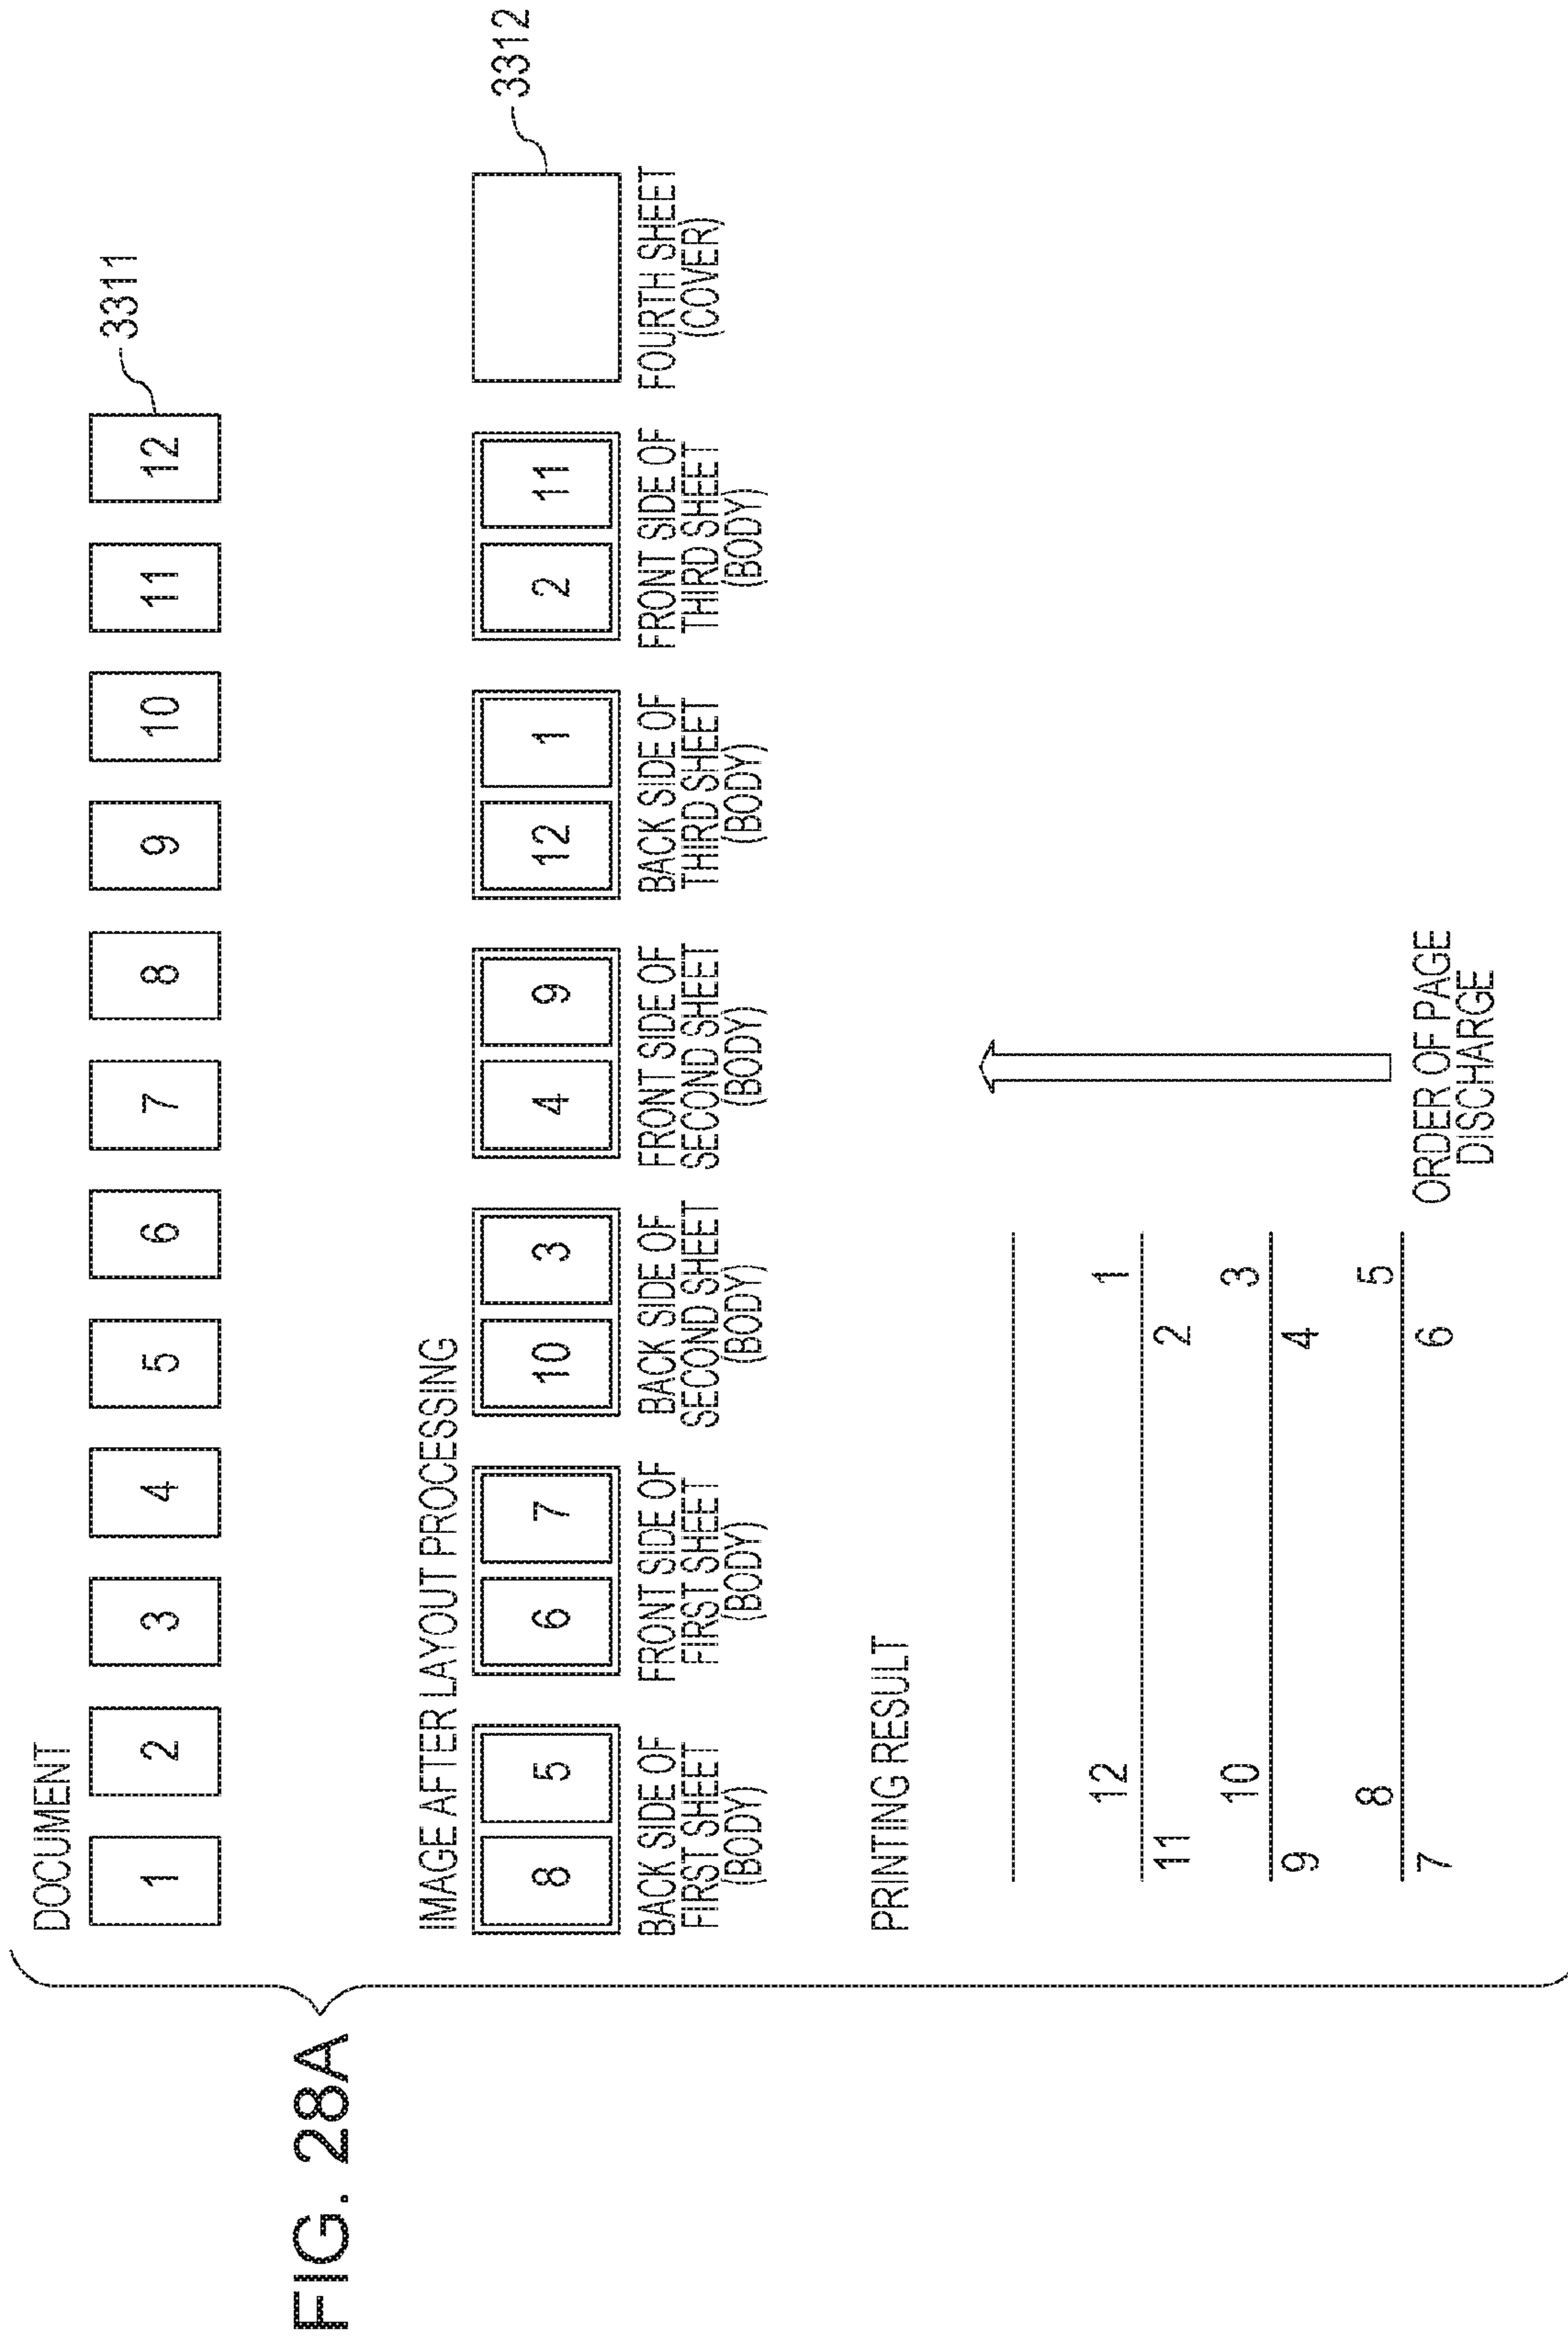 FIG. 28A
DOCUMENT
1 2 3 4 5 6 7 8 9 10 11 12
3311
IMAGE AFTER LAYOUT PROCESSING
8 5 6 7 10 3 4 9 12 1 2 11
3312
BACK SIDE OF
FIRST SHEET
(BODY)
FRONT SIDE OF
FIRST SHEET
(BODY)
BACK SIDE OF
SECOND SHEET
(BODY)
FRONT SIDE OF
SECOND SHEET
(BODY)
BACK SIDE OF
THIRD SHEET
(BODY)
FRONT SIDE OF
THIRD SHEET
(BODY)
FOURTH SHEET
(COVER)
PRINTING RESULT
12 1
11 2
10 3
9 4
8 5
7 6
ORDER OF PAGE
DISCHARGE